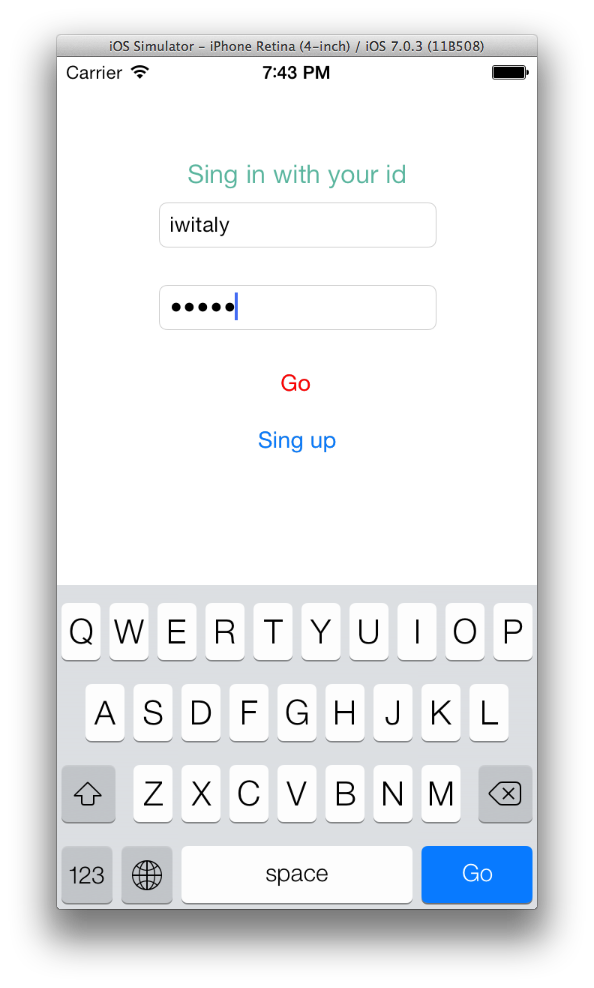 iOS Simulator – iPhone Retina (4-inch) / iOS 7.0.3 (11B508)
Carrier 7:43 PM
Sing in with your id
iwitaly
•••••
Go
Sing up
Q W E R T Y U I O P
A S D F G H J K L
Z X C V B N M
123 space Go